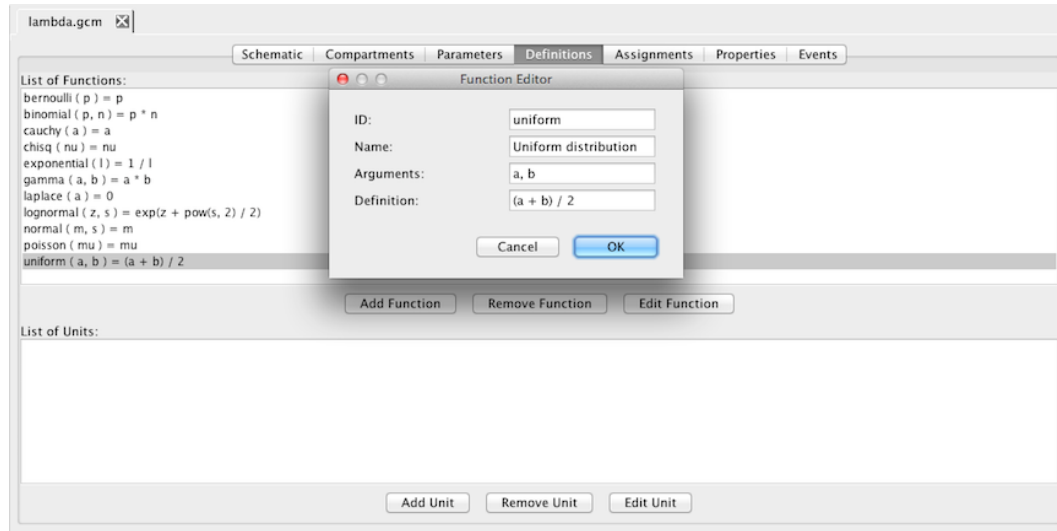 lambda.gcm
Schematic Compartments Parameters Definitions Assignments Properties Events
List of Functions:
bernoulli ( p ) = p
binomial ( p, n ) = p * n
cauchy ( a ) = a
chisq ( nu ) = nu
exponential ( l ) = 1 / l
gamma ( a, b ) = a * b
laplace ( a ) = 0
lognormal ( z, s ) = exp(z + pow(s, 2) / 2)
normal ( m, s ) = m
poisson ( mu ) = mu
uniform ( a, b ) = (a + b) / 2
Function Editor
ID: uniform
Name: Uniform distribution
Arguments: a, b
Definition: (a + b) / 2
Cancel OK
Add Function Remove Function Edit Function
List of Units:
Add Unit Remove Unit Edit Unit